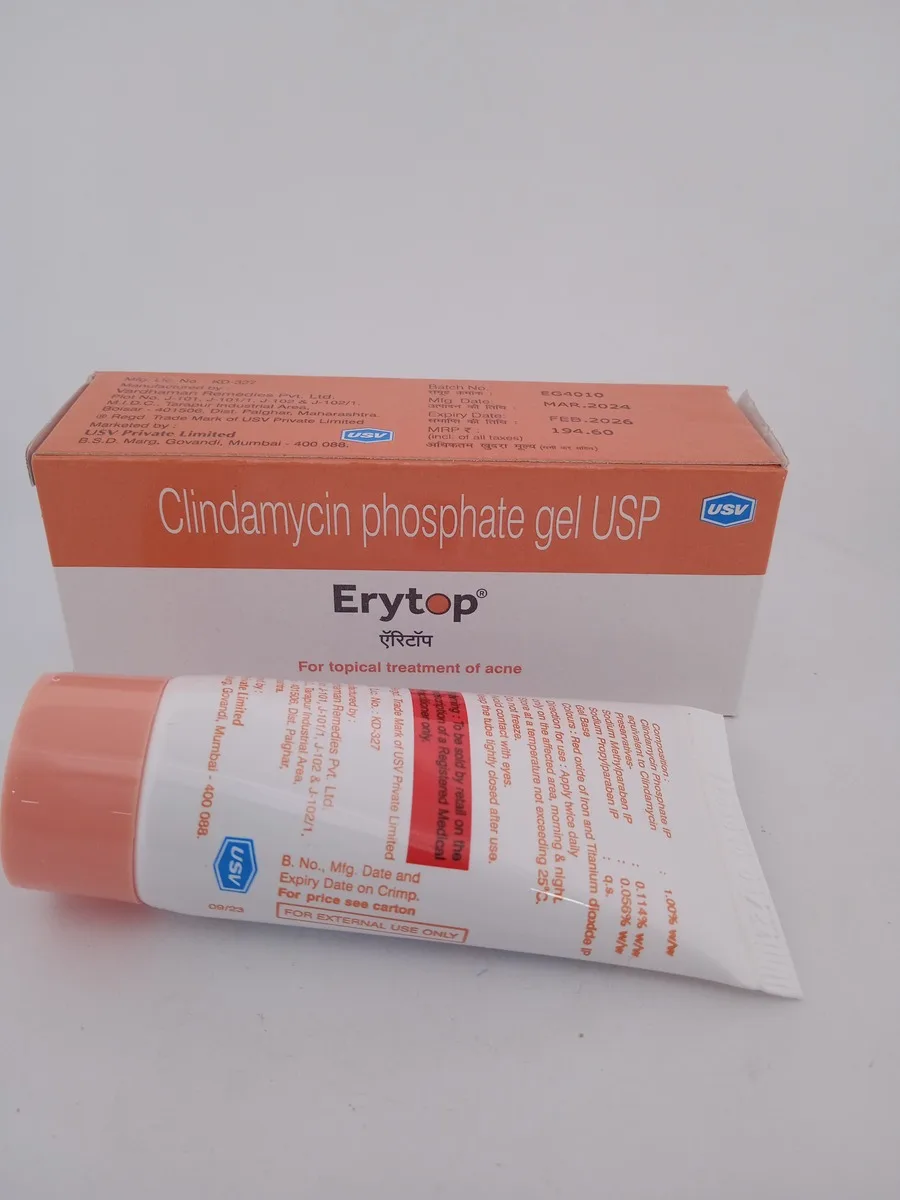 Mfg. Lic. No. KD-327
Manufactured by
Vardhaman Remedies Pvt. Ltd.
Plot No. J-101, J-101/1, J-102 & J-102/1,
M.I.D.C. Tarapur Industrial Area,
Boisar - 401506, Dist. Palghar, Maharashtra.
® Regd. Trade Mark of USV Private Limited
Marketed by :
USV Private Limited
B.S.D. Marg, Govandi, Mumbai - 400 088.
USV
Batch No. EG4010
Mfg. Date: MAR.2024
Expiry Date: FEB.2026
MRP ₹ : 194.60
(incl. of all taxes)
अधिकतम खुदरा मूल्य
Clindamycin phosphate gel USP
USV
Erytop®
ऍरिटॉप
For topical treatment of acne
Composition :
Clindamycin Phosphate IP
equivalent to Clindamycin : 1.00% w/w
Preservatives-
Sodium Methylparaben IP : 0.114% w/w
Sodium Propylparaben IP : 0.056% w/w
Gel Base q.s.
Colours : Red oxide of Iron and Titanium dioxide IP
for use : Apply twice daily
on the affected area, morning & night.
at a temperature not exceeding 25°C.
not freeze.
contact with eyes.
the tube tightly closed after use.
To be sold by retail on the
of a Registered Medical
only.
Trade Mark of USV Private Limited
Lic. No. : KD-327
Remedies Pvt. Ltd.
J-101, J-101/1, J-102 & J-102/1,
Tarapur Industrial Area,
401506, Dist. Palghar,
Limited
Govandi, Mumbai - 400 088.
USV
B. No., Mfg. Date and
Expiry Date on Crimp.
For price see carton
FOR EXTERNAL USE ONLY
09/23